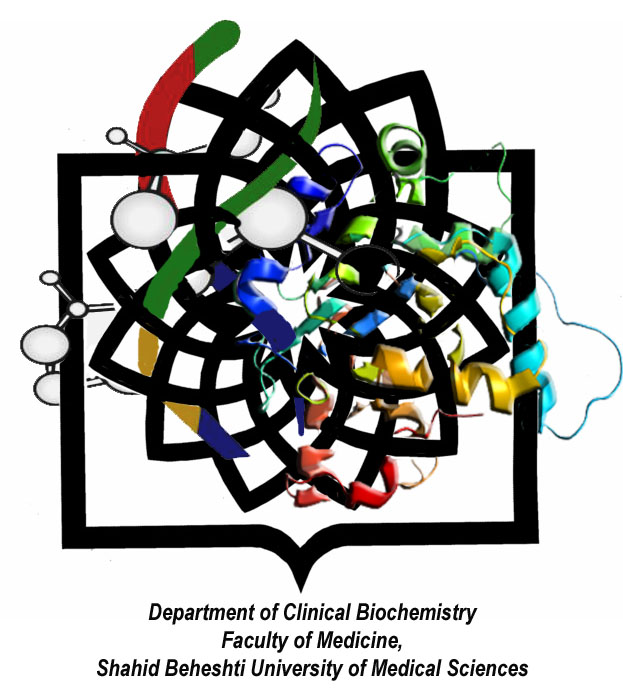 Department of Clinical Biochemistry
Faculty of Medicine,
Shahid Beheshti University of Medical Sciences